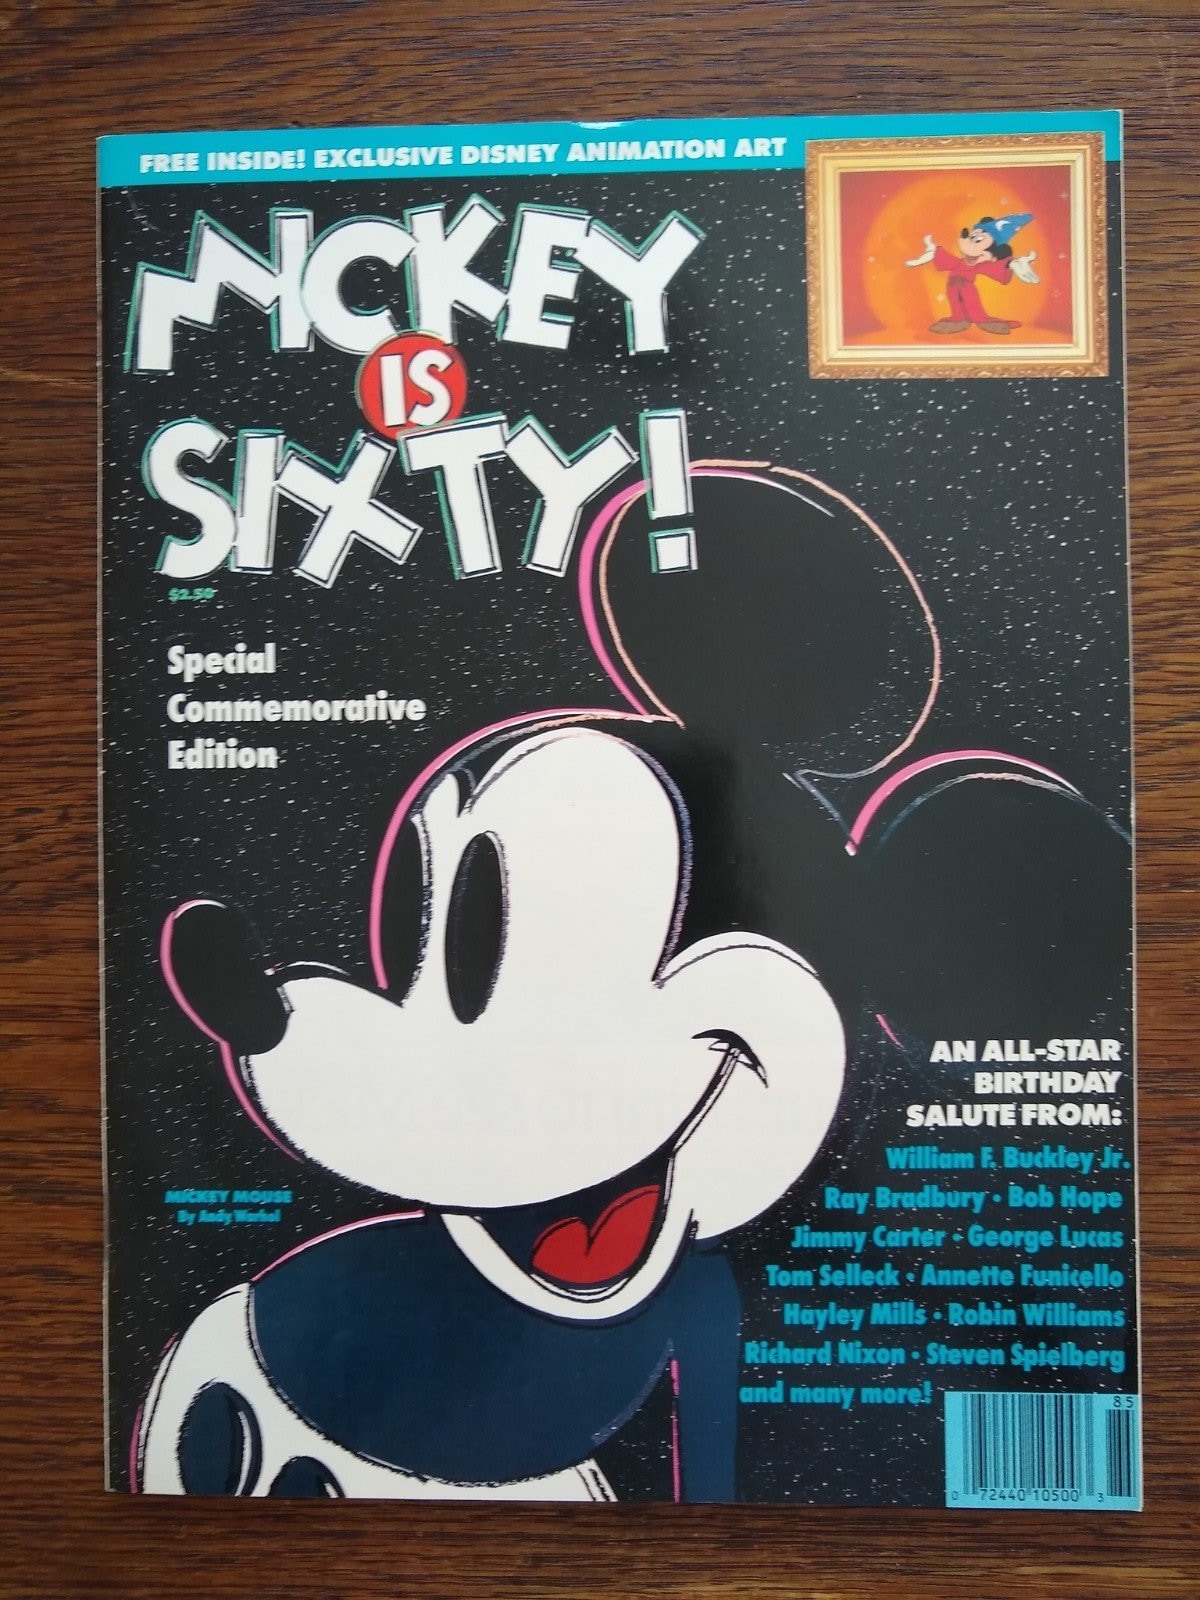 FREE INSIDE! EXCLUSIVE DISNEY ANIMATION ART
MICKEY
IS
SIXTY!
$2.50
Special
Commemorative
Edition
MICKEY MOUSE
By Andy Warhol
AN ALL-STAR
BIRTHDAY
SALUTE FROM:
William F. Buckley Jr.
Ray Bradbury • Bob Hope
Jimmy Carter • George Lucas
Tom Selleck • Annette Funicello
Hayley Mills • Robin Williams
Richard Nixon • Steven Spielberg
and many more!
85
0 72440 10500 3